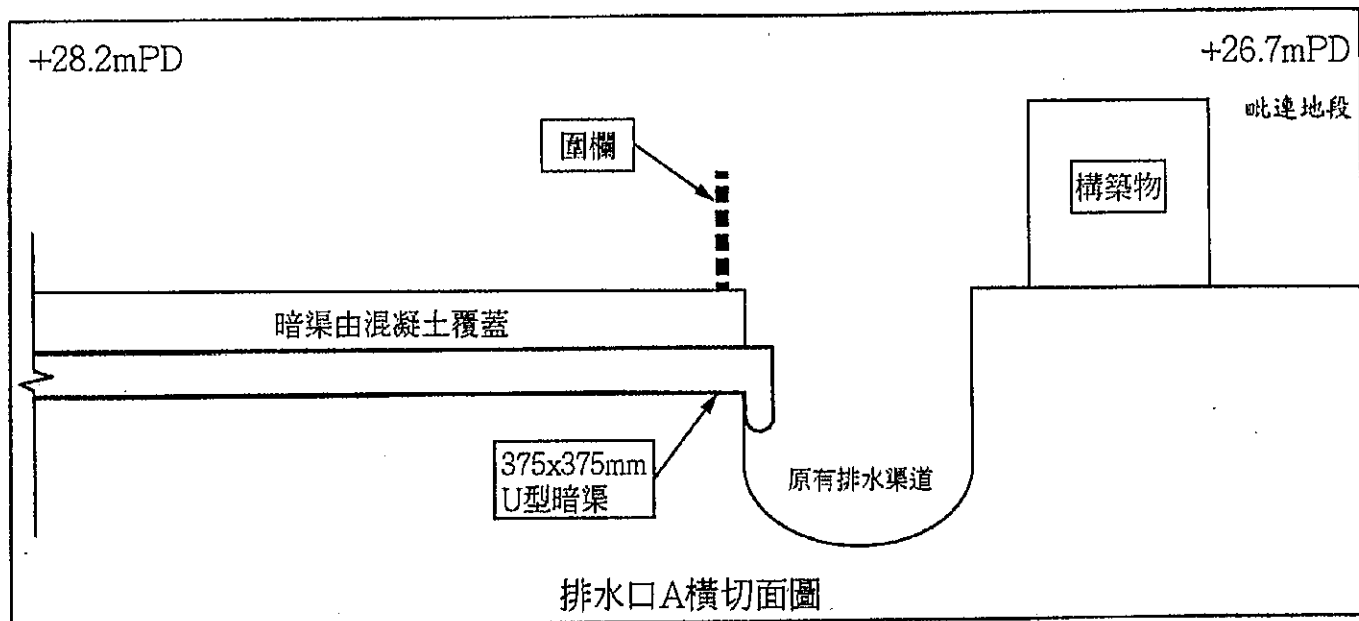 +28.2mPD
+26.7mPD
毗連地段
圍欄
構築物
暗渠由混凝土覆蓋
375x375mm
U型暗渠
原有排水渠道
排水口A橫切面圖